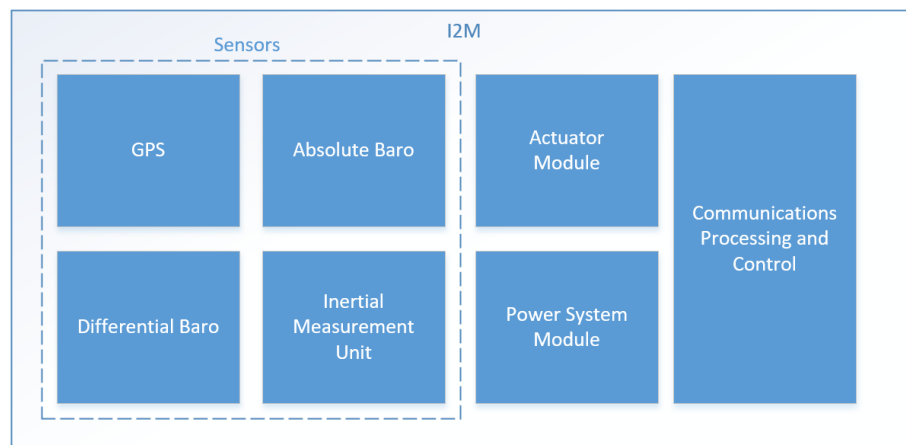 I2M
Sensors
GPS
Absolute Baro
Actuator
Module
Communications
Processing and
Control
Differential Baro
Inertial
Measurement
Unit
Power System
Module